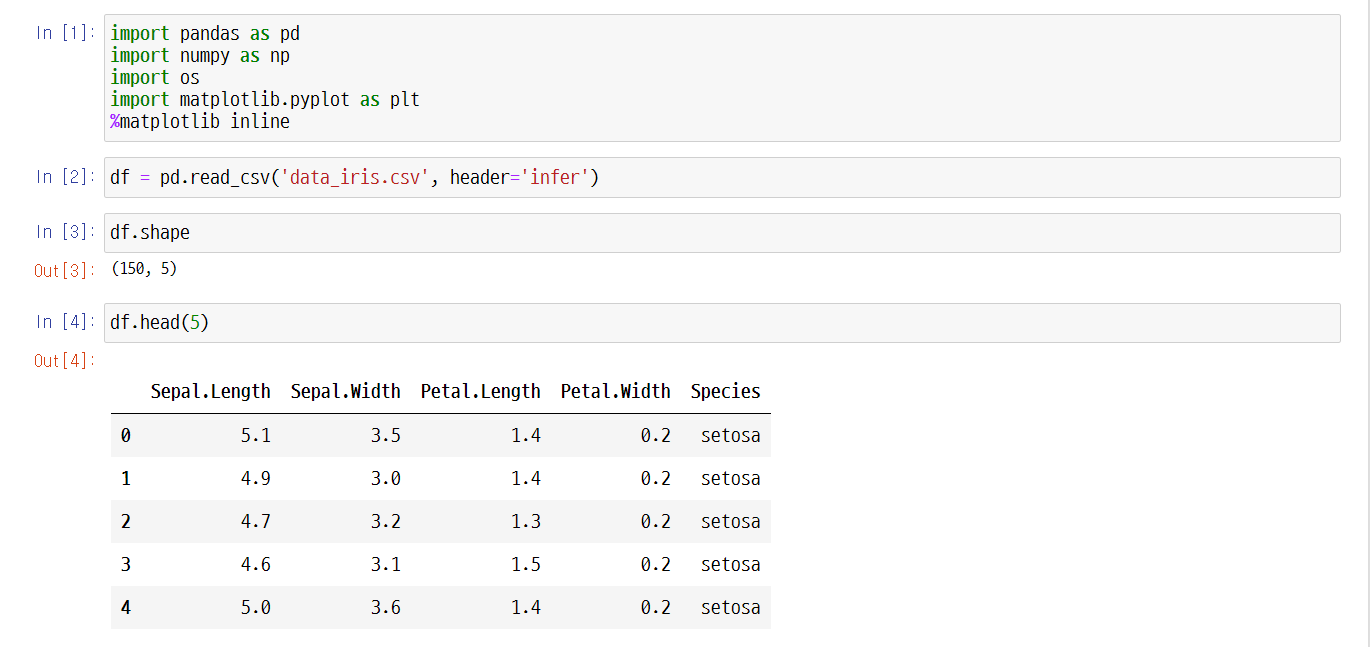 In [1]: import pandas as pd
import numpy as np
import os
import matplotlib.pyplot as plt
%matplotlib inline
In [2]: df = pd.read_csv('data_iris.csv', header='infer')
In [3]: df.shape
Out[3]: (150, 5)
In [4]: df.head(5)
Out[4]:
Sepal.Length Sepal.Width Petal.Length Petal.Width Species
0 5.1 3.5 1.4 0.2 setosa
1 4.9 3.0 1.4 0.2 setosa
2 4.7 3.2 1.3 0.2 setosa
3 4.6 3.1 1.5 0.2 setosa
4 5.0 3.6 1.4 0.2 setosa